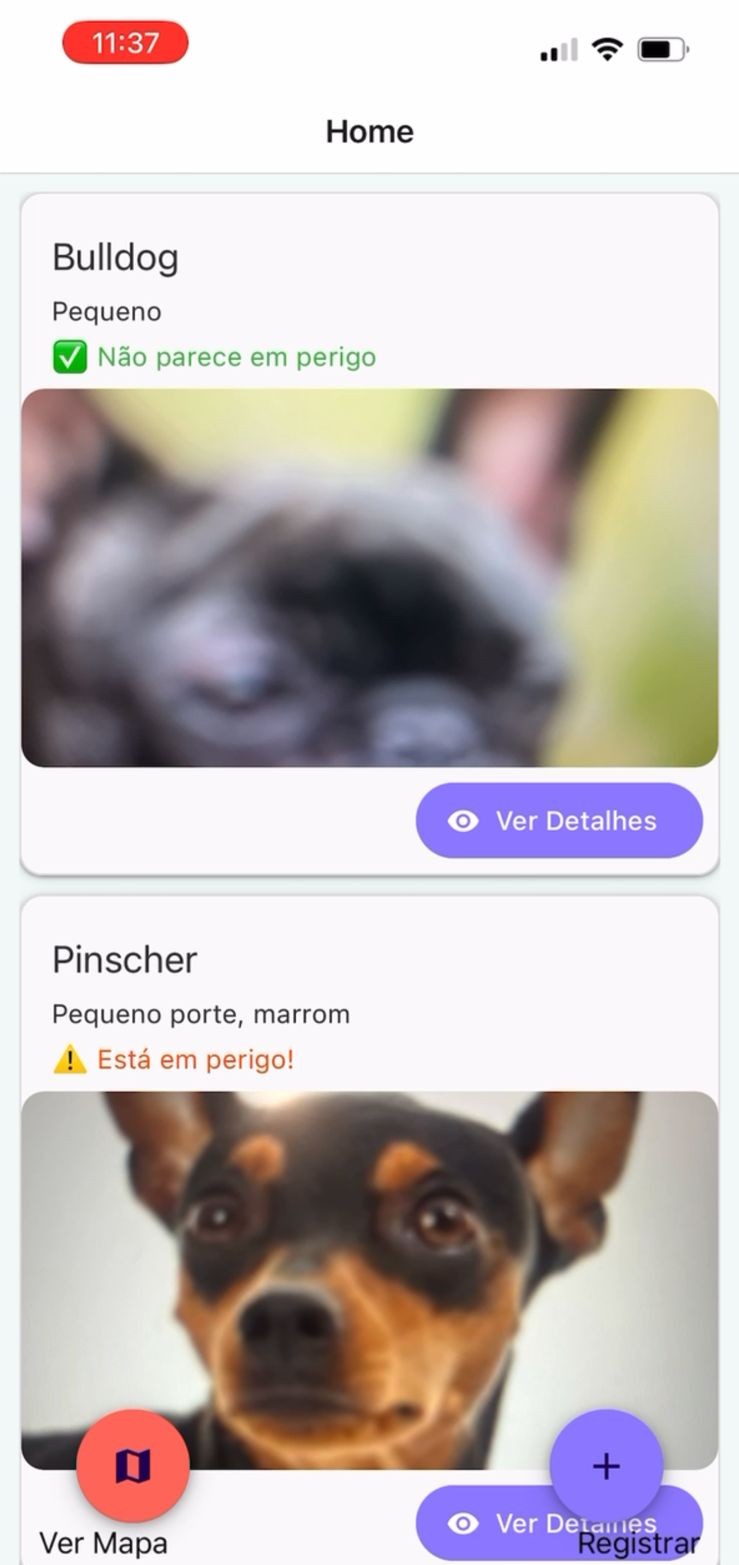 11:37
Home
Bulldog
Pequeno
✅ Não parece em perigo
Ver Detalhes
Pinscher
Pequeno porte, marrom
⚠️ Está em perigo!
Ver Detalhes
Ver Mapa
Registrar